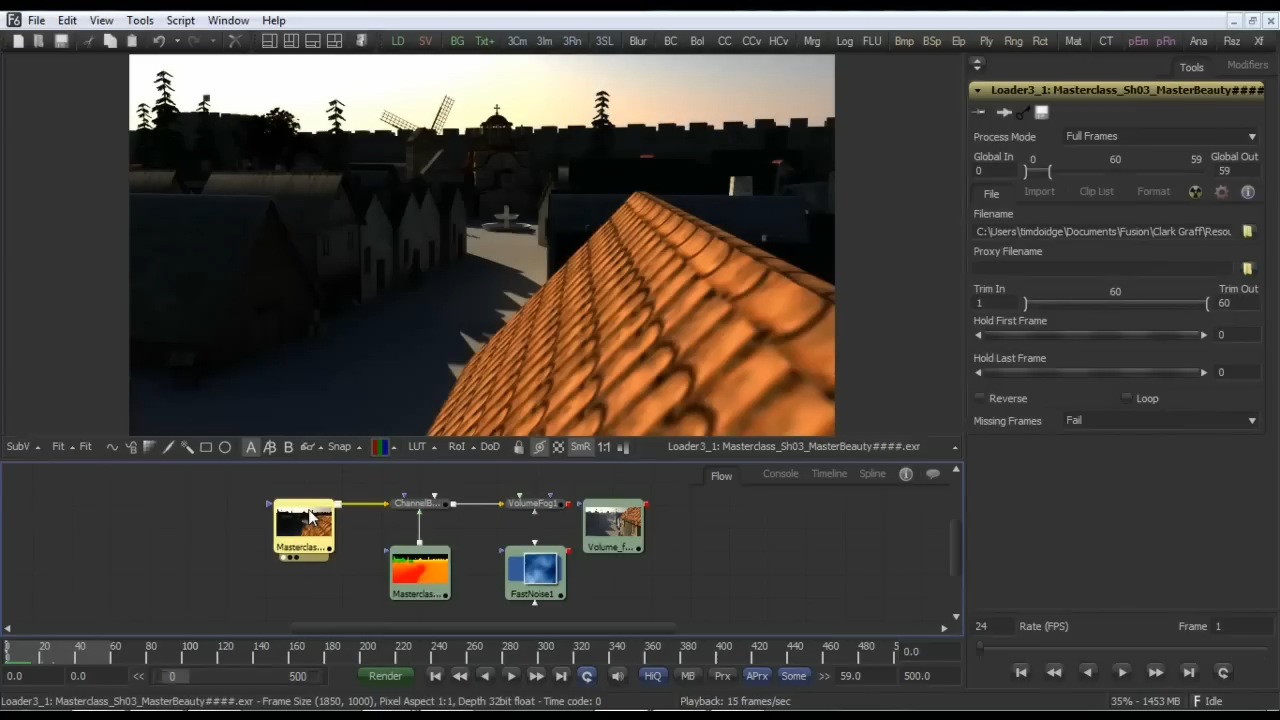 File Edit View Tools Script Window Help
LD SV BG Txt+ 3Cm 3Im 3Rn 3SL Blur BC Bol CC CCv HCv Mrg Log FLU Bmp BSp Elp Ply Rng Rct Mat CT pEm pRn Ana Rsz Xf
Tools Modifiers
Loader3_1: Masterclass_Sh03_MasterBeauty####
Process Mode Full Frames
Global In 0 60 59 Global Out
0 59
File Import Clip List Format
Filename
C:\Users\timdoidge\Documents\Fusion\Clark Graff\Resou
Proxy Filename
Trim In 60 Trim Out
1 60
Hold First Frame
0
Hold Last Frame
0
Reverse Loop
Missing Frames Fail
SubV Fit Fit A B Snap LUT RoI DoD SmR 1:1 Loader3_1: Masterclass_Sh03_MasterBeauty####.exr
Flow Console Timeline Spline
ChannelB... VolumeFog1
Masterclas... Volume_f...
Masterclas... FastNoise1
24 Rate (FPS) Frame 1
20 40 60 80 100 120 140 160 180 200 220 240 260 280 300 320 340 360 380 400 420 440 460 480 5 0.0
0.0 0.0 << 0 500 Render HiQ MB Prx APrx Some >> 59.0 500.0
Loader3_1: Masterclass_Sh03_MasterBeauty####.exr - Frame Size (1850, 1000), Pixel Aspect 1:1, Depth 32bit float - Time code: 0 Playback: 15 frames/sec 35% - 1453 MB Idle